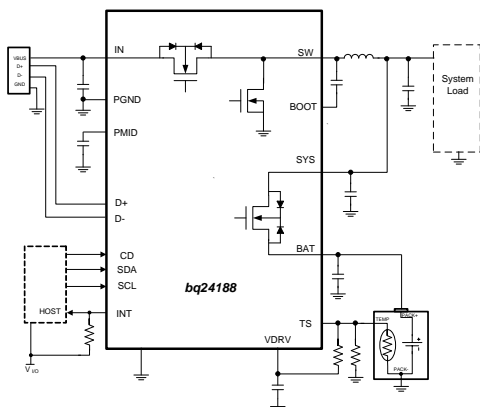 VBUS
D+
D-
GND
IN
PGND
PMID
D+
D-
CD
SDA
SCL
INT
HOST
V I/O
bq24188
SW
BOOT
SYS
BAT
TS
VDRV
System
Load
TEMP
PACK+
+
-
PACK-